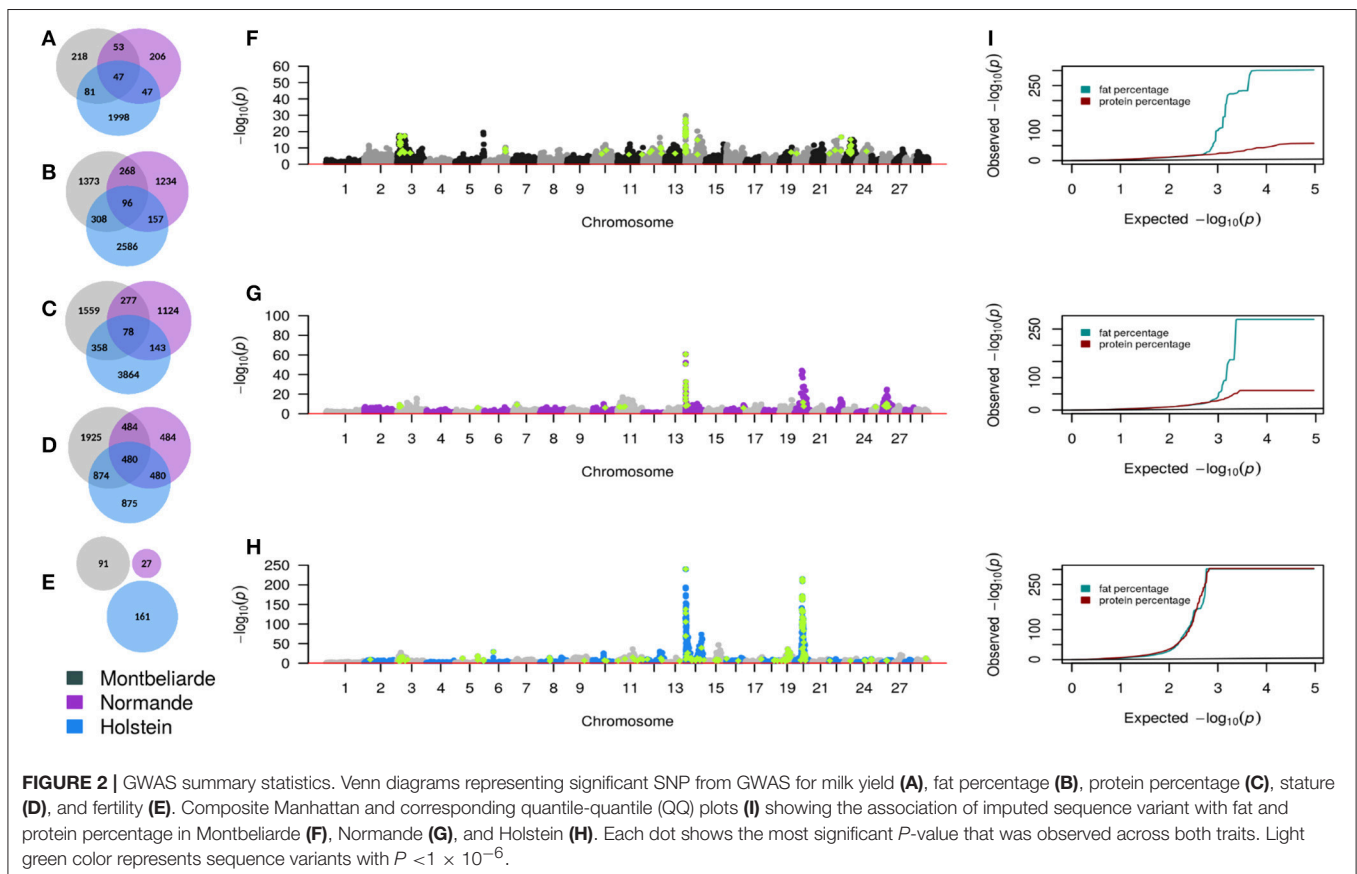 A
218
53
206
47
81
47
1998
B
1373
268
1234
96
308
157
2586
C
1559
277
1124
78
358
143
3864
D
1925
484
484
480
874
480
875
E
91
27
161
Montbeliarde
Normande
Holstein
F
−log10(p)
60
50
40
30
20
10
0
1 2 3 4 5 6 7 8 9 11 13 15 17 19 21 24 27
Chromosome
G
−log10(p)
100
80
60
40
20
0
1 2 3 4 5 6 7 8 9 11 13 15 17 19 21 24 27
Chromosome
H
−log10(p)
250
200
150
100
50
0
1 2 3 4 5 6 7 8 9 11 13 15 17 19 21 24 27
Chromosome
I
Observed −log10(p)
250
100
0
fat percentage
protein percentage
0 1 2 3 4 5
Expected −log10(p)
Observed −log10(p)
250
100
0
fat percentage
protein percentage
0 1 2 3 4 5
Expected −log10(p)
Observed −log10(p)
250
100
0
fat percentage
protein percentage
0 1 2 3 4 5
Expected −log10(p)
FIGURE 2 | GWAS summary statistics. Venn diagrams representing significant SNP from GWAS for milk yield (A), fat percentage (B), protein percentage (C), stature
(D), and fertility (E). Composite Manhattan and corresponding quantile-quantile (QQ) plots (I) showing the association of imputed sequence variant with fat and
protein percentage in Montbeliarde (F), Normande (G), and Holstein (H). Each dot shows the most significant P-value that was observed across both traits. Light
green color represents sequence variants with P <1 × 10−6.